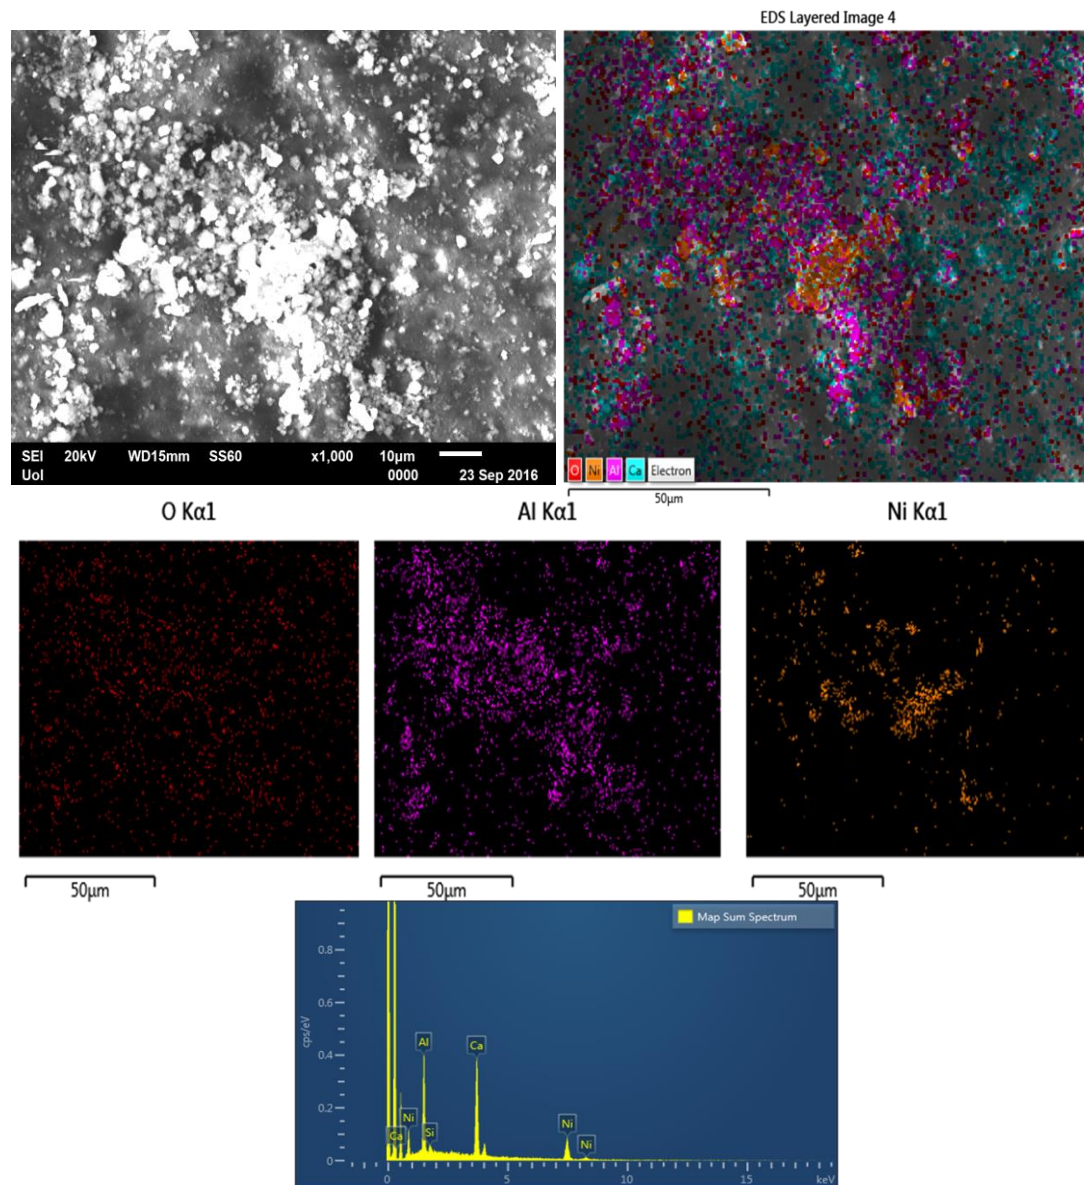 EDS Layered Image 4
SEI 20kV WD15mm SS60 x1,000 10µm
UoI 0000 23 Sep 2016
O Ni Al Ca Electron
50µm
O Kα1 Al Kα1 Ni Kα1
50µm 50µm 50µm
Map Sum Spectrum
cps/eV
0.8
0.6
0.4
0.2
0
Al
Ca
Ni
Si
Ca
Ni
Ni
0 5 10 15 keV